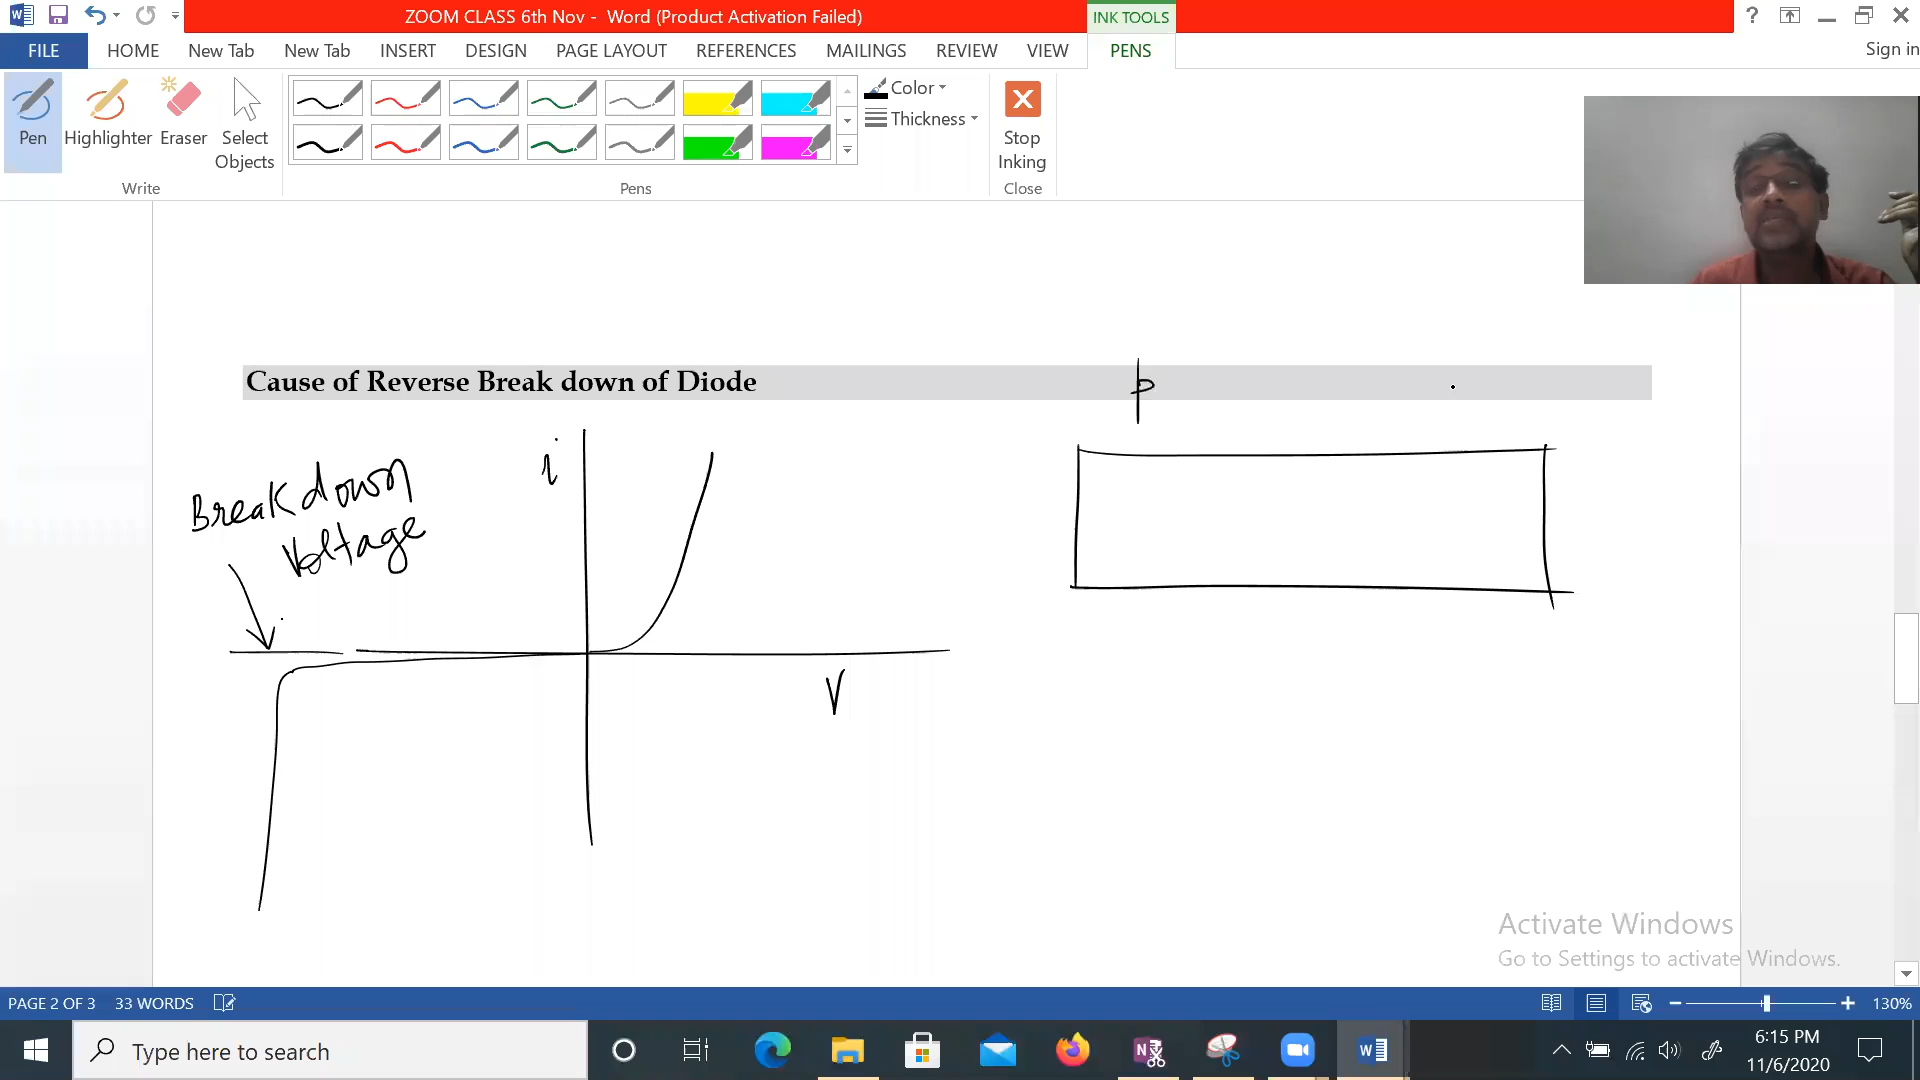 ZOOM CLASS 6th Nov - Word (Product Activation Failed)
INK TOOLS
?
FILE HOME New Tab New Tab INSERT DESIGN PAGE LAYOUT REFERENCES MAILINGS REVIEW VIEW PENS Sign in
Pen
Highlighter
Eraser
Select
Objects
Write
Pens
Color
Thickness
Stop
Inking
Close
Cause of Reverse Break down of Diode
p
i
Breakdown
Voltage
V
Activate Windows
Go to Settings to activate Windows.
PAGE 2 OF 3 33 WORDS 130%
Type here to search
6:15 PM
11/6/2020